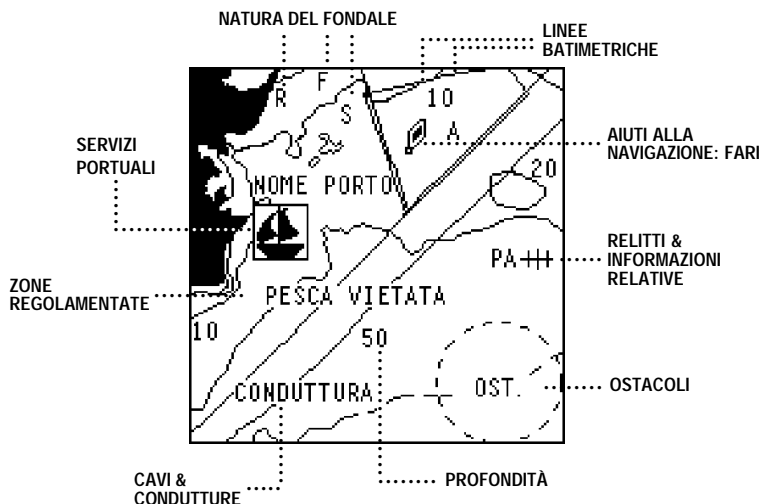 NATURA DEL FONDALE
LINEE
BATIMETRICHE
R
F
S
10
A
SERVIZI
PORTUALI
AIUTI ALLA
NAVIGAZIONE: FARI
20
NOME PORTO
RELITTI &
INFORMAZIONI
RELATIVE
PA
ZONE
REGOLAMENTATE
PESCA VIETATA
10
50
CONDUTTURA
OST.
OSTACOLI
CAVI &
CONDUTTURE
PROFONDITÀ